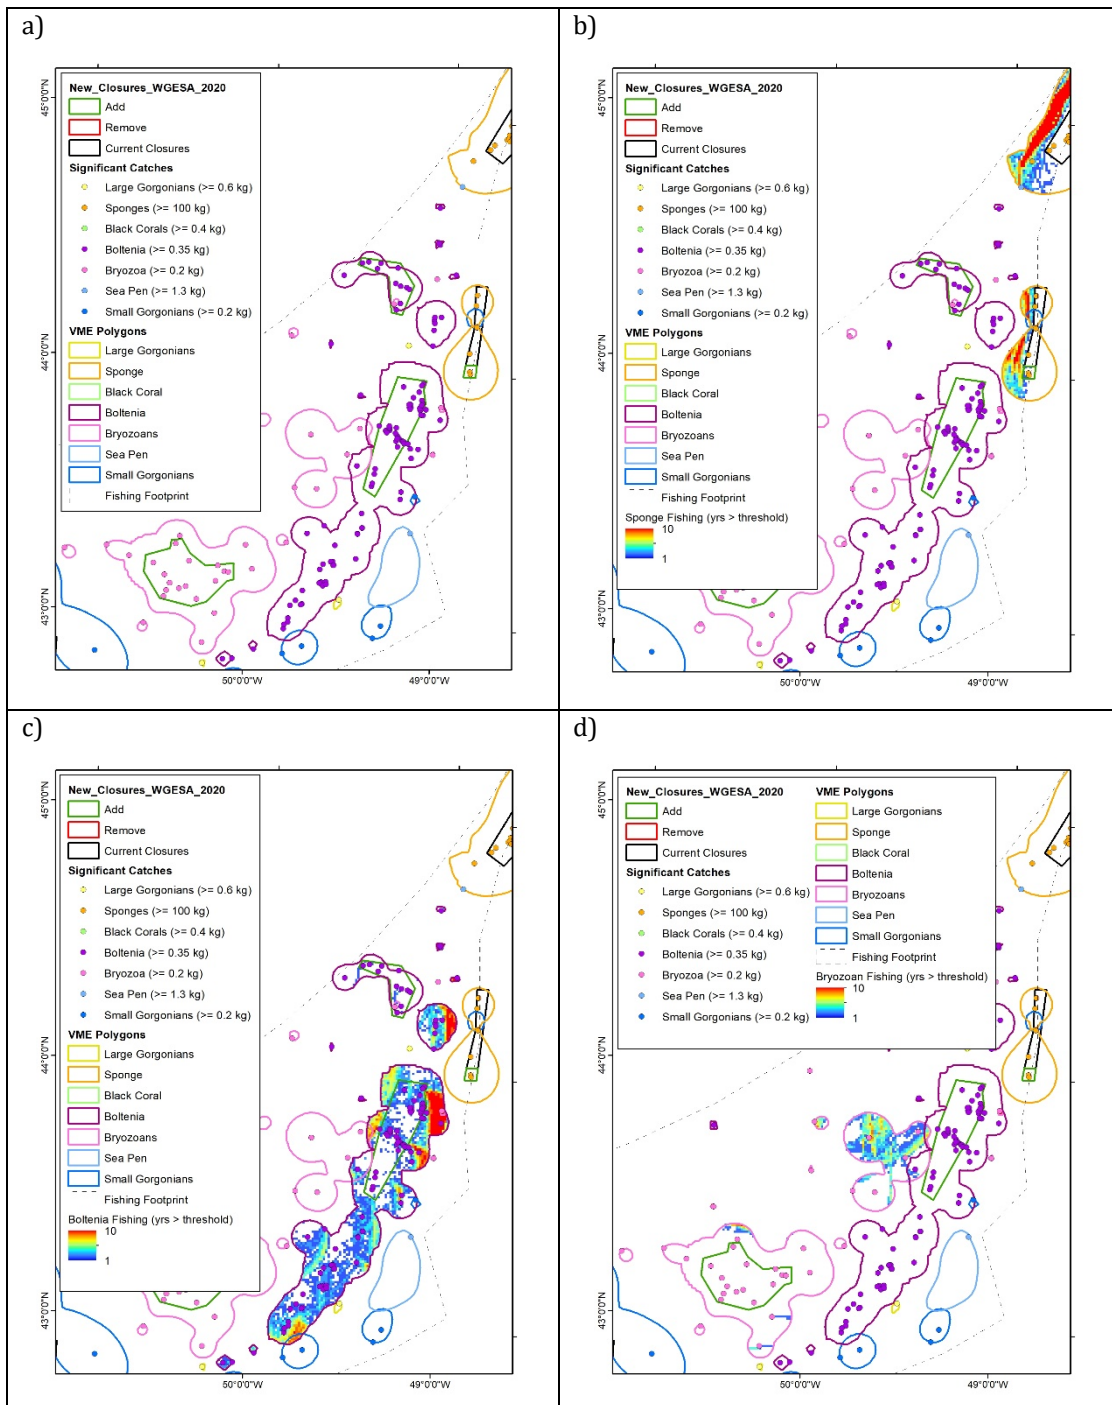 a)
New_Closures_WGESA_2020
Add
Remove
Current Closures
Significant Catches
Large Gorgonians (>= 0.6 kg)
Sponges (>= 100 kg)
Black Corals (>= 0.4 kg)
Boltenia (>= 0.35 kg)
Bryozoa (>= 0.2 kg)
Sea Pen (>= 1.3 kg)
Small Gorgonians (>= 0.2 kg)
VME Polygons
Large Gorgonians
Sponge
Black Coral
Boltenia
Bryozoans
Sea Pen
Small Gorgonians
Fishing Footprint
45°0'0"N
44°0'0"N
43°0'0"N
50°0'0"W
49°0'0"W
b)
New_Closures_WGESA_2020
Add
Remove
Current Closures
Significant Catches
Large Gorgonians (>= 0.6 kg)
Sponges (>= 100 kg)
Black Corals (>= 0.4 kg)
Boltenia (>= 0.35 kg)
Bryozoa (>= 0.2 kg)
Sea Pen (>= 1.3 kg)
Small Gorgonians (>= 0.2 kg)
VME Polygons
Large Gorgonians
Sponge
Black Coral
Boltenia
Bryozoans
Sea Pen
Small Gorgonians
Fishing Footprint
Sponge Fishing (yrs > threshold)
10
1
45°0'0"N
44°0'0"N
43°0'0"N
50°0'0"W
49°0'0"W
c)
New_Closures_WGESA_2020
Add
Remove
Current Closures
Significant Catches
Large Gorgonians (>= 0.6 kg)
Sponges (>= 100 kg)
Black Corals (>= 0.4 kg)
Boltenia (>= 0.35 kg)
Bryozoa (>= 0.2 kg)
Sea Pen (>= 1.3 kg)
Small Gorgonians (>= 0.2 kg)
VME Polygons
Large Gorgonians
Sponge
Black Coral
Boltenia
Bryozoans
Sea Pen
Small Gorgonians
Fishing Footprint
Boltenia Fishing (yrs > threshold)
10
1
45°0'0"N
44°0'0"N
43°0'0"N
50°0'0"W
49°0'0"W
d)
New_Closures_WGESA_2020
Add
Remove
Current Closures
Significant Catches
Large Gorgonians (>= 0.6 kg)
Sponges (>= 100 kg)
Black Corals (>= 0.4 kg)
Boltenia (>= 0.35 kg)
Bryozoa (>= 0.2 kg)
Sea Pen (>= 1.3 kg)
Small Gorgonians (>= 0.2 kg)
VME Polygons
Large Gorgonians
Sponge
Black Coral
Boltenia
Bryozoans
Sea Pen
Small Gorgonians
Fishing Footprint
Bryozoan Fishing (yrs > threshold)
10
1
45°0'0"N
44°0'0"N
43°0'0"N
50°0'0"W
49°0'0"W